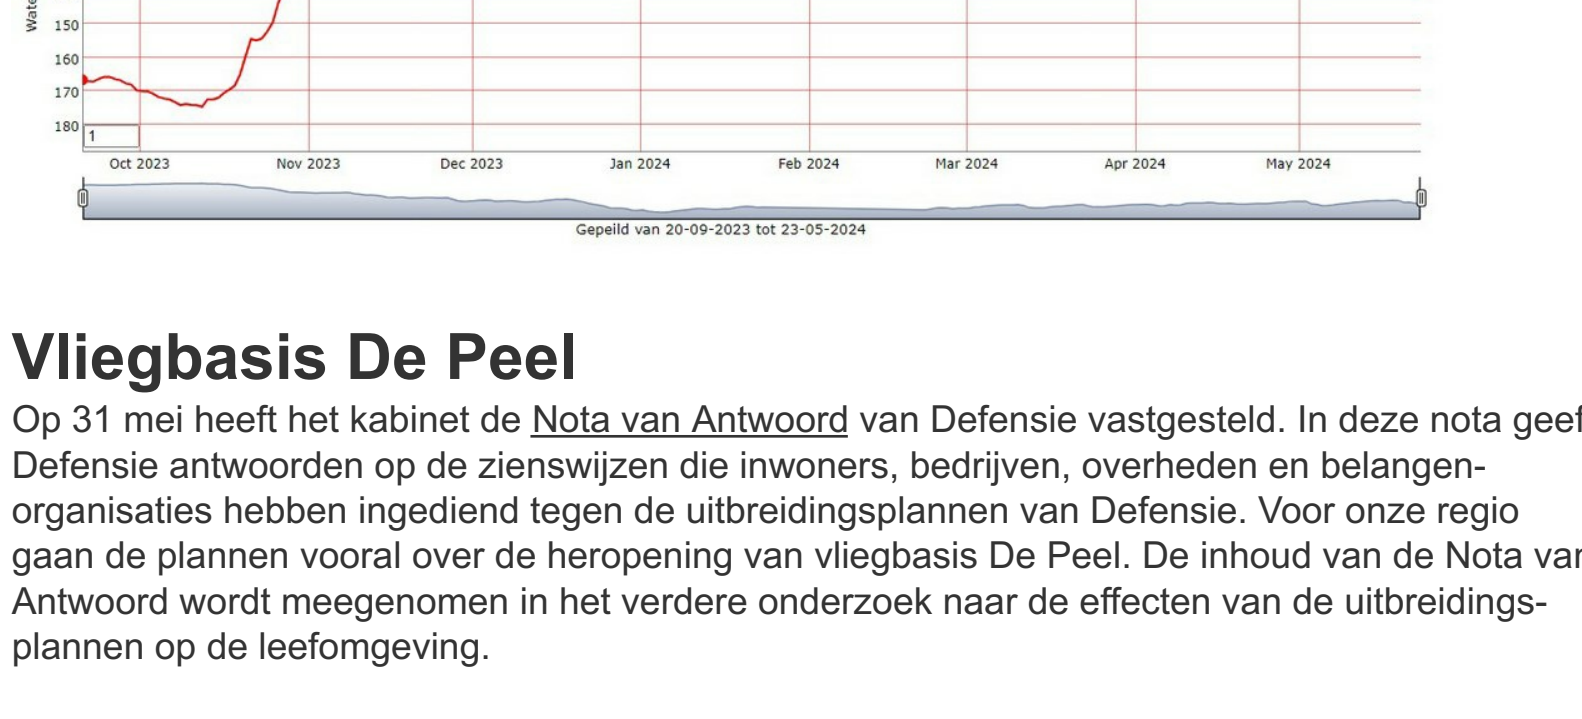 Wate
150
160
170
180
1
Oct 2023 Nov 2023 Dec 2023 Jan 2024 Feb 2024 Mar 2024 Apr 2024 May 2024
Gepeild van 20-09-2023 tot 23-05-2024
Vliegbasis De Peel
Op 31 mei heeft het kabinet de Nota van Antwoord van Defensie vastgesteld. In deze nota geef
Defensie antwoorden op de zienswijzen die inwoners, bedrijven, overheden en belangen-
organisaties hebben ingediend tegen de uitbreidingsplannen van Defensie. Voor onze regio
gaan de plannen vooral over de heropening van vliegbasis De Peel. De inhoud van de Nota van
Antwoord wordt meegenomen in het verdere onderzoek naar de effecten van de uitbreidings-
plannen op de leefomgeving.